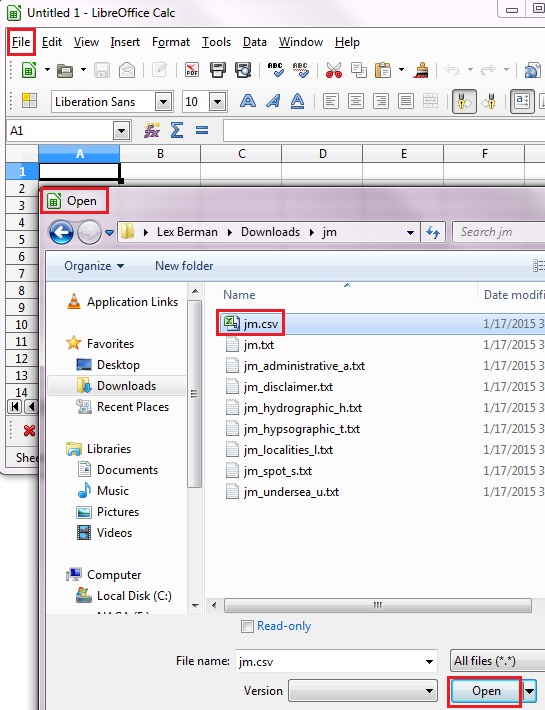 Untitled 1 - LibreOffice Calc
File Edit View Insert Format Tools Data Window Help
PDF ABC ABC
Liberation Sans 10 A A A a
A1
A B C D E F
1
2
3
4
5
6
7
8
9
10
11
12
13
14
Shee
Open
Lex Berman Downloads jm Search jm
Organize New folder
Application Links
Favorites
Desktop
Downloads
Recent Places
Libraries
Documents
Music
Pictures
Videos
Computer
Local Disk (C:)
Name Date modifi
jm.csv 1/17/2015 3
jm.txt 1/17/2015 3
jm_administrative_a.txt 1/17/2015 3
jm_disclaimer.txt 1/17/2015 3
jm_hydrographic_h.txt 1/17/2015 3
jm_hypsographic_t.txt 1/17/2015 3
jm_localities_l.txt 1/17/2015 3
jm_spot_s.txt 1/17/2015 3
jm_undersea_u.txt 1/17/2015 3
Read-only
File name: jm.csv All files (*.*)
Version Open